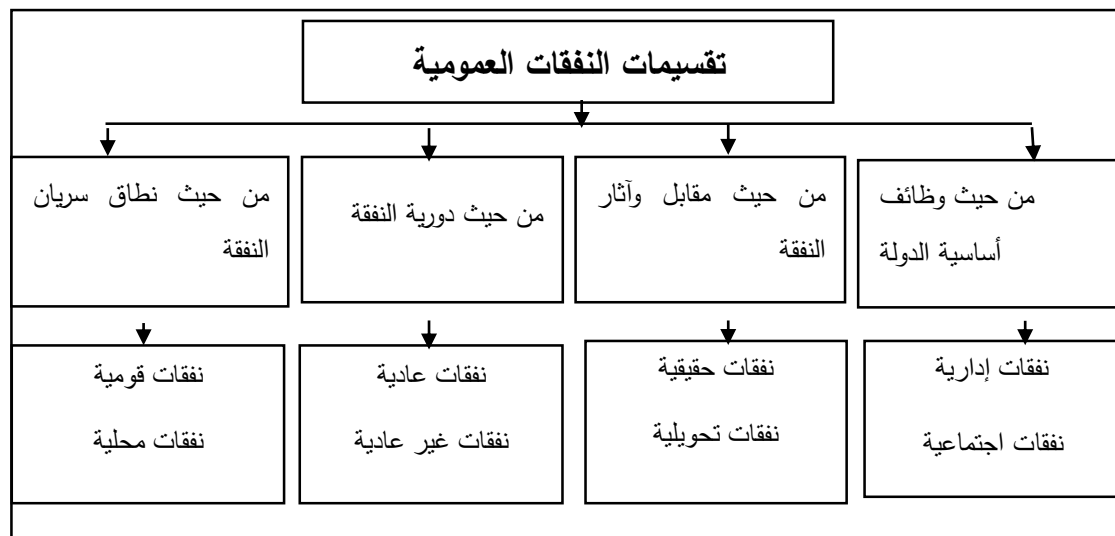 تقسيمات النفقات العمومية
من حيث وظائف
أساسية الدولة
من حيث مقابل وآثار
النفقة
من حيث دورية النفقة
من حيث نطاق سريان
النفقة
نفقات إدارية
نفقات اجتماعية
نفقات حقيقية
نفقات تحويلية
نفقات عادية
نفقات غير عادية
نفقات قومية
نفقات محلية